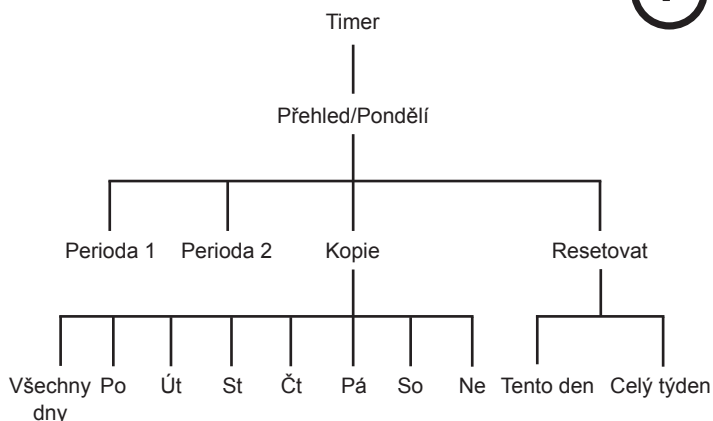 Timer
Přehled/Pondělí
Perioda 1 Perioda 2 Kopie Resetovat
Všechny Po Út St Čt Pá So Ne Tento den Celý týden
dny